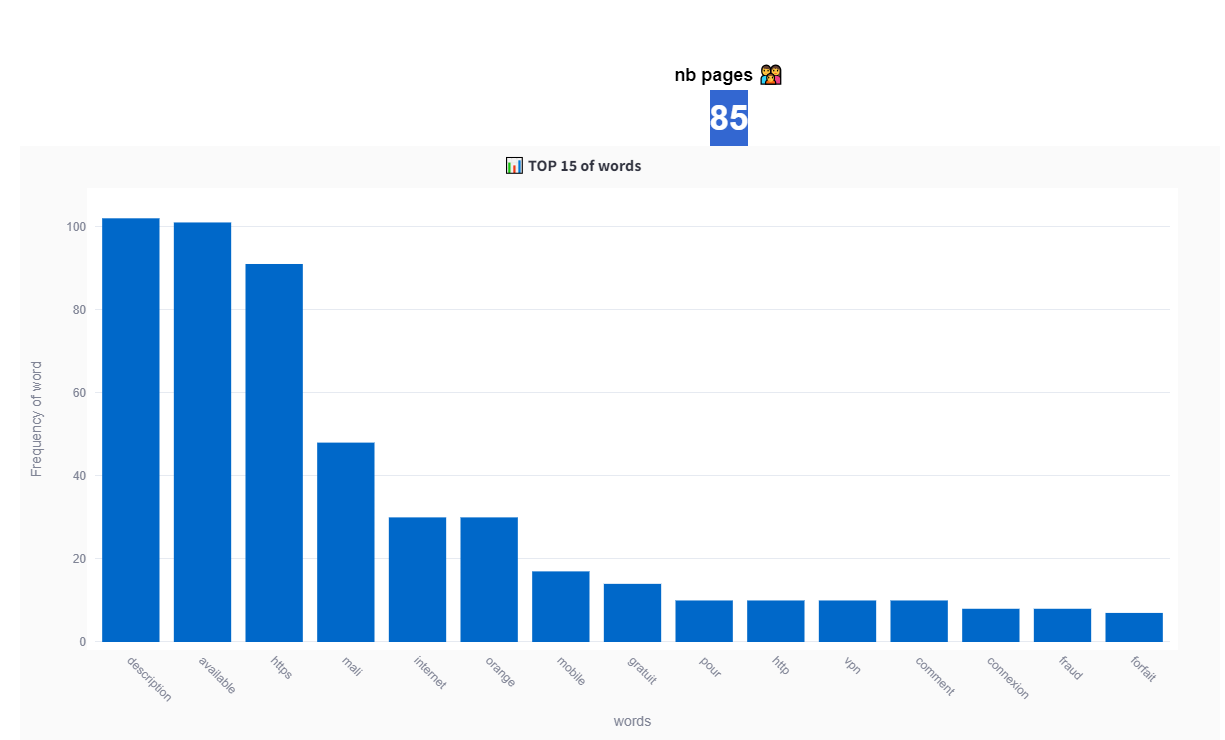 nb pages 👩‍👩‍👧
85
📊 TOP 15 of words
Frequency of word
100
80
60
40
20
0
description
available
https
mali
internet
orange
mobile
gratuit
pour
http
vpn
comment
connexion
fraud
forfait
words